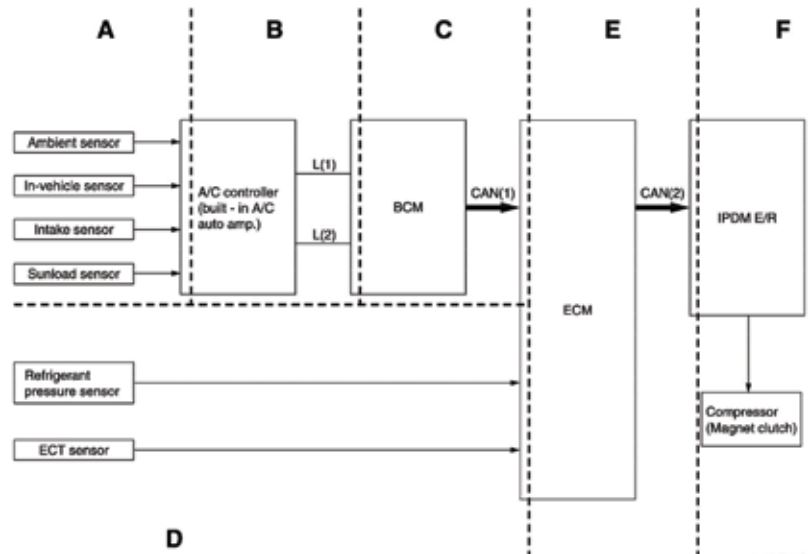 A B C E F
Ambient sensor
In-vehicle sensor
Intake sensor
Sunload sensor
A/C controller
(built - in A/C
auto amp.)
L(1)
L(2)
BCM
CAN(1)
ECM
CAN(2)
IPDM E/R
Refrigerant
pressure sensor
ECT sensor
Compressor
(Magnet clutch)
D